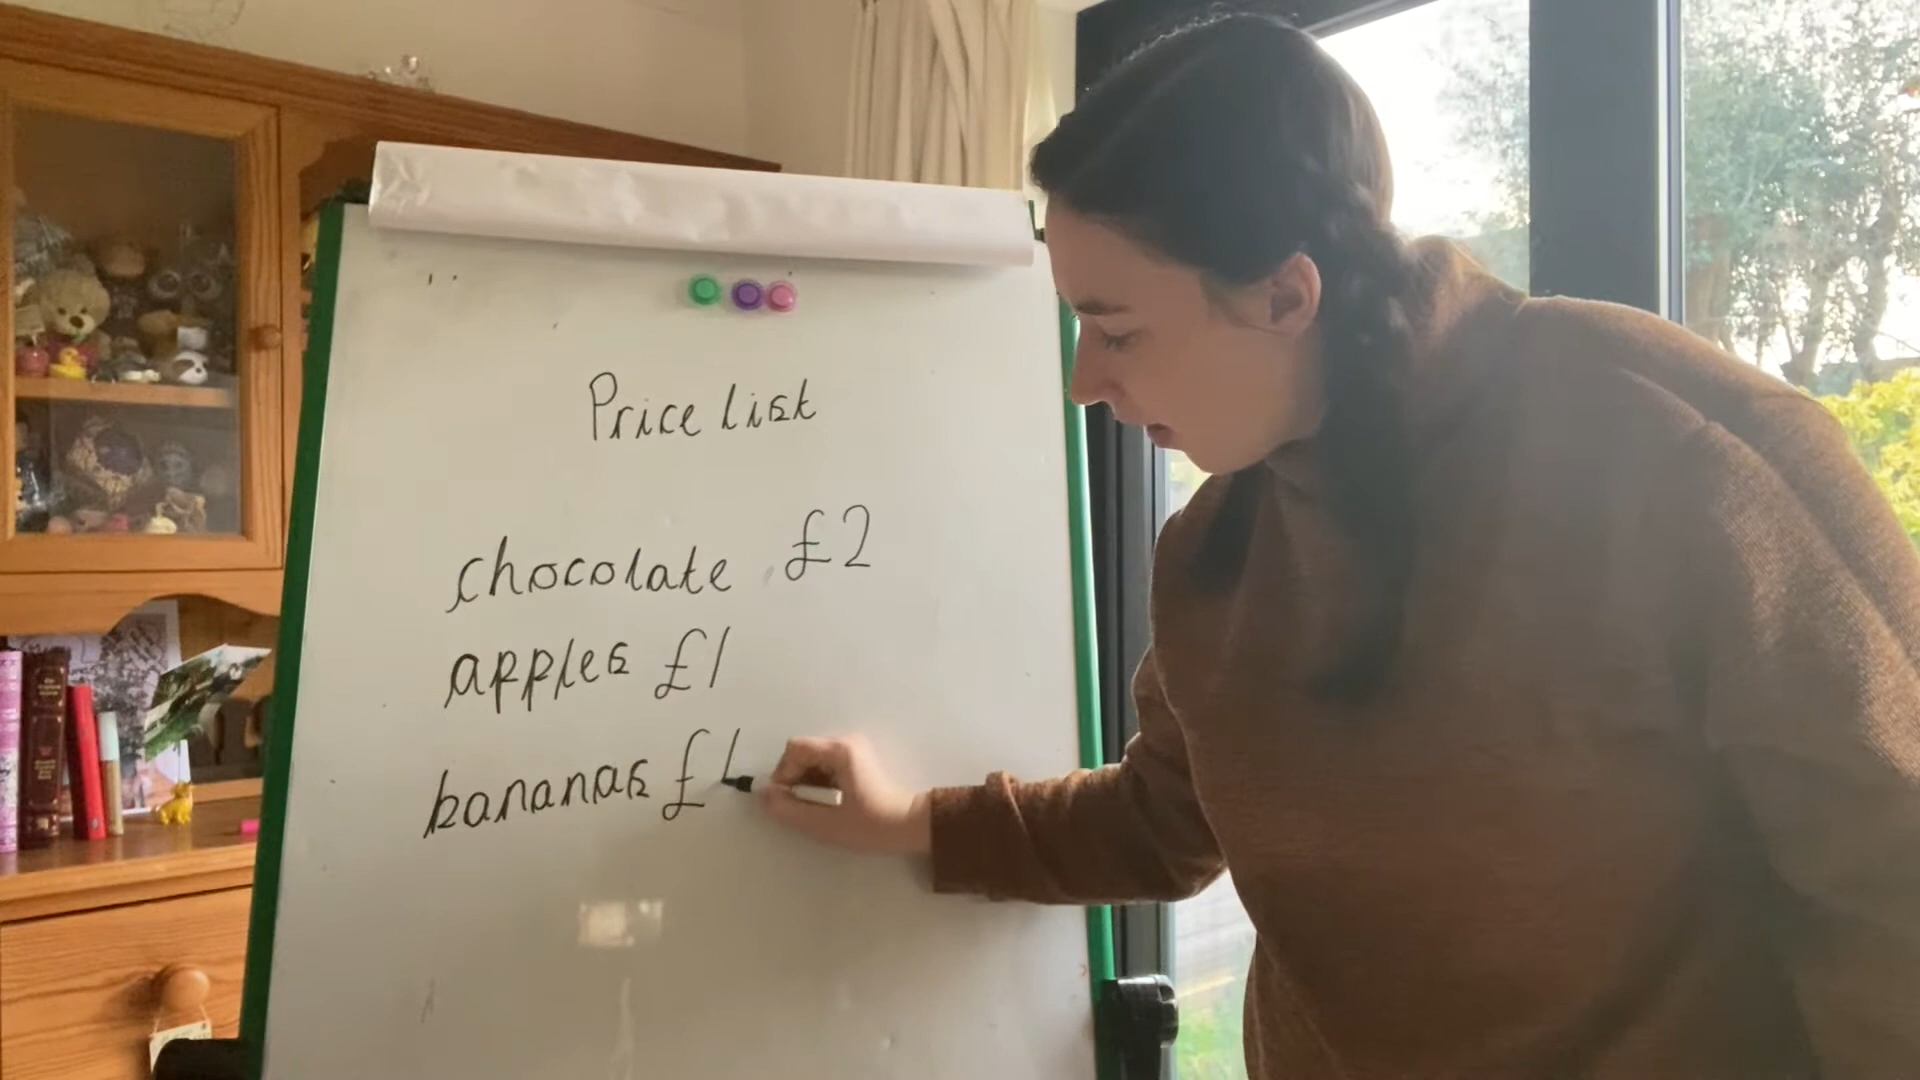 Price list
chocolate £2
apples £1
bananas £